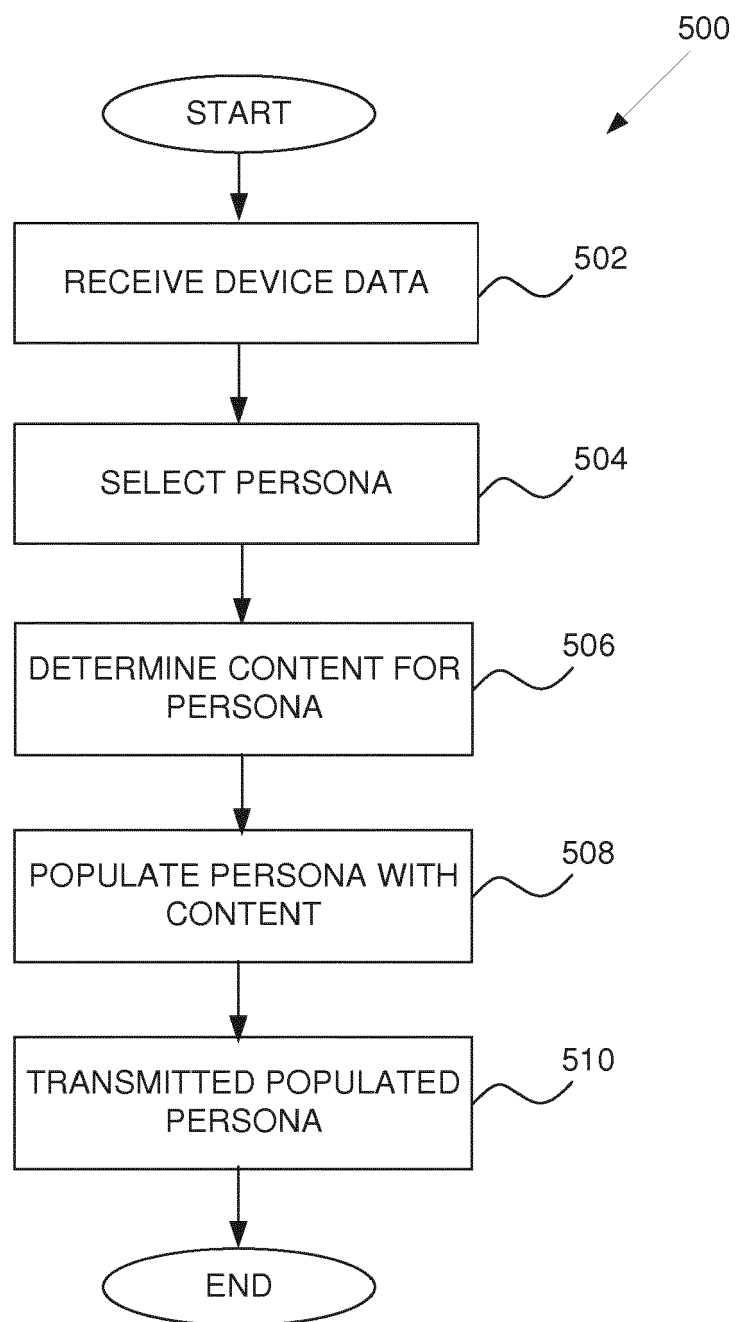 500
START
RECEIVE DEVICE DATA
502
SELECT PERSONA
504
DETERMINE CONTENT FOR
PERSONA
506
POPULATE PERSONA WITH
CONTENT
508
TRANSMITTED POPULATED
PERSONA
510
END